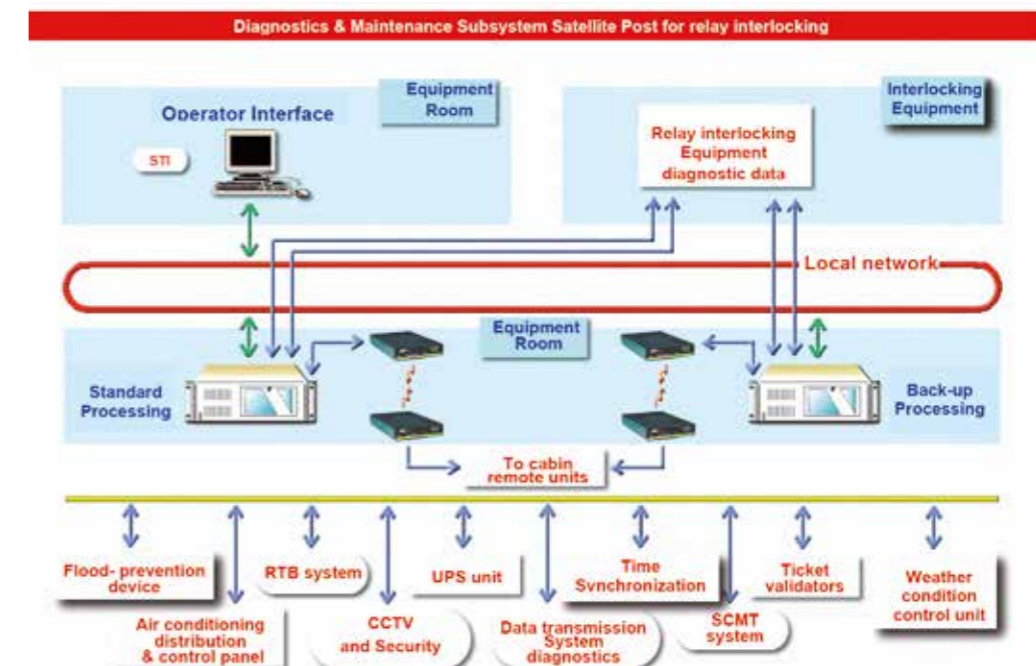 Diagnostics & Maintenance Subsystem Satellite Post for relay interlocking
Equipment
Room
Operator Interface
STI
Interlocking
Equipment
Relay interlocking
Equipment
diagnostic data
Local network
Equipment
Room
Standard
Processing
Back-up
Processing
To cabin
remote units
Flood- prevention
device
RTB system
UPS unit
Time
Synchronization
Ticket
validators
Weather
condition
control unit
Air conditioning
distribution
& control panel
CCTV
and Security
Data transmission
System
diagnostics
SCMT
system